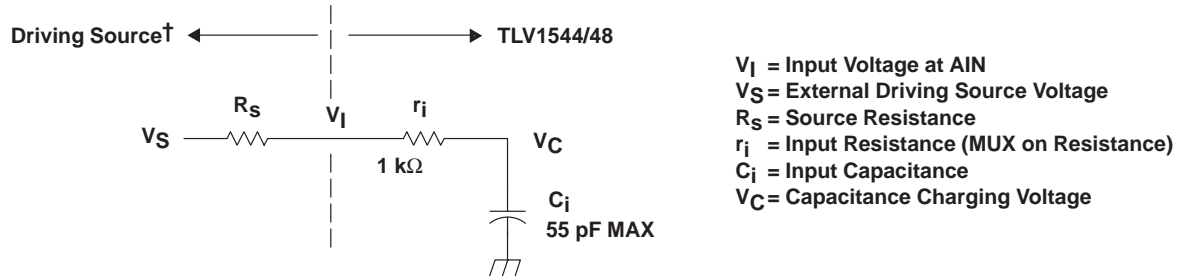 Driving Source† TLV1544/48
Rs VI ri
VS VC
1 kΩ
Ci
55 pF MAX
VI = Input Voltage at AIN
VS = External Driving Source Voltage
Rs = Source Resistance
ri = Input Resistance (MUX on Resistance)
Ci = Input Capacitance
VC = Capacitance Charging Voltage